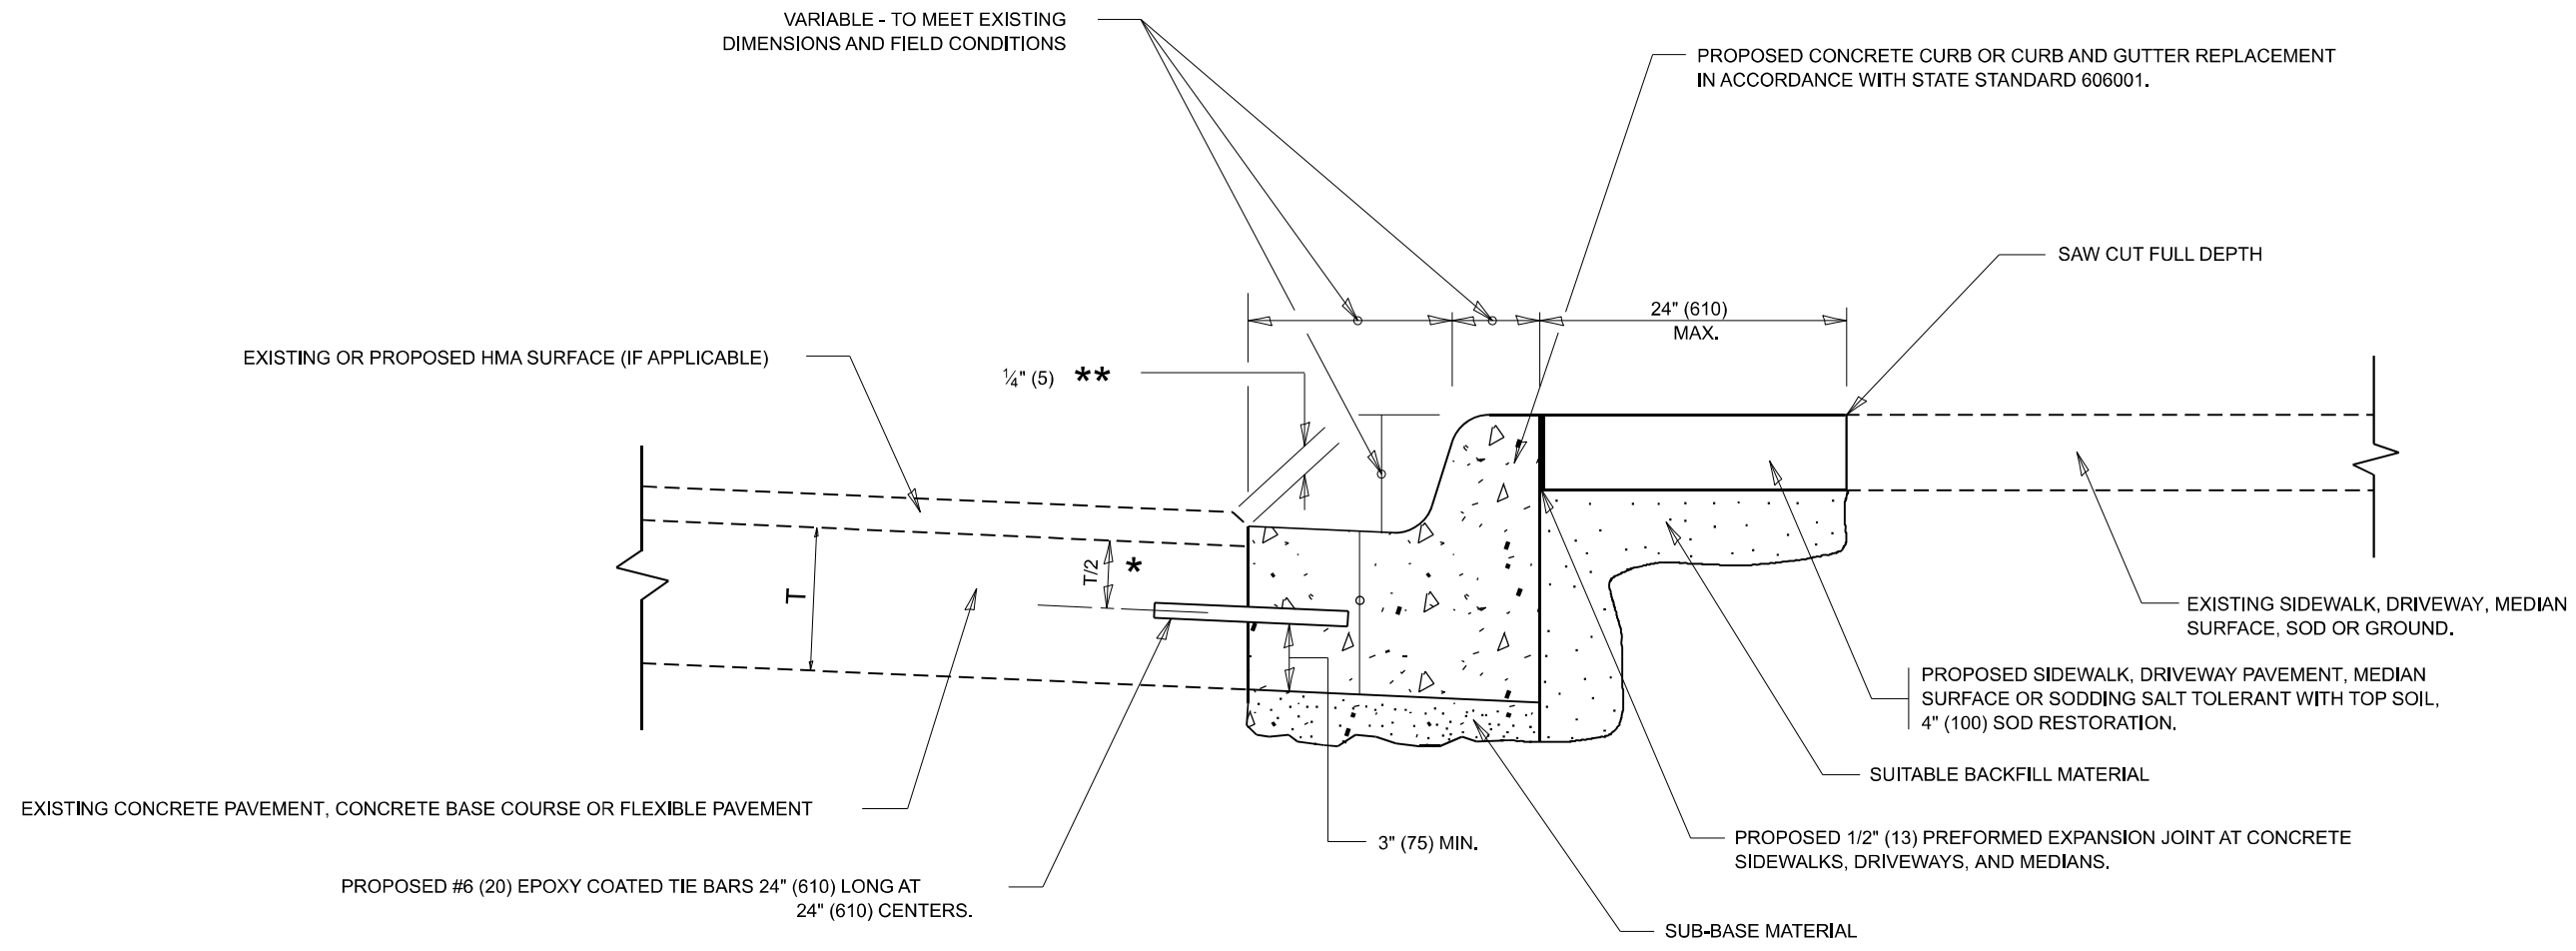 VARIABLE - TO MEET EXISTING
DIMENSIONS AND FIELD CONDITIONS
PROPOSED CONCRETE CURB OR CURB AND GUTTER REPLACEMENT
IN ACCORDANCE WITH STATE STANDARD 606001.
SAW CUT FULL DEPTH
24" (610)
MAX.
EXISTING OR PROPOSED HMA SURFACE (IF APPLICABLE)
¼" (5) **
T/2 *
T
EXISTING SIDEWALK, DRIVEWAY, MEDIAN
SURFACE, SOD OR GROUND.
PROPOSED SIDEWALK, DRIVEWAY PAVEMENT, MEDIAN
SURFACE OR SODDING SALT TOLERANT WITH TOP SOIL,
4" (100) SOD RESTORATION.
SUITABLE BACKFILL MATERIAL
EXISTING CONCRETE PAVEMENT, CONCRETE BASE COURSE OR FLEXIBLE PAVEMENT
3" (75) MIN.
PROPOSED 1/2" (13) PREFORMED EXPANSION JOINT AT CONCRETE
SIDEWALKS, DRIVEWAYS, AND MEDIANS.
PROPOSED #6 (20) EPOXY COATED TIE BARS 24" (610) LONG AT
24" (610) CENTERS.
SUB-BASE MATERIAL